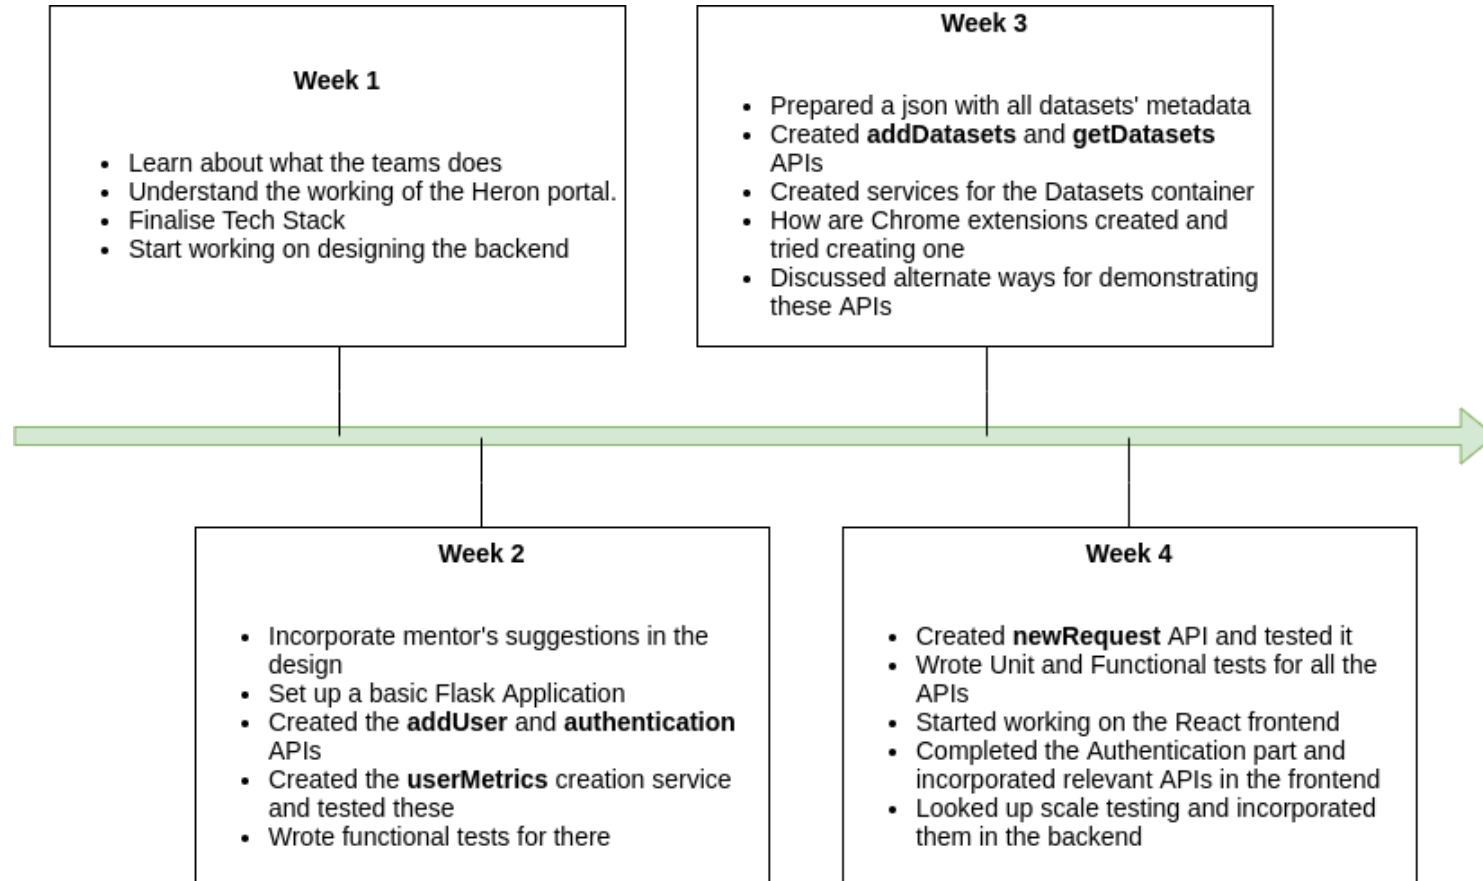 Week 1
Learn about what the teams does
Understand the working of the Heron portal.
Finalise Tech Stack
Start working on designing the backend
Week 2
Incorporate mentor's suggestions in the
design
Set up a basic Flask Application
Created the addUser and authentication
APIs
Created the userMetrics creation service
and tested these
Wrote functional tests for there
Week 3
Prepared a json with all datasets' metadata
Created addDatasets and getDatasets
APIs
Created services for the Datasets container
How are Chrome extensions created and
tried creating one
Discussed alternate ways for demonstrating
these APIs
Week 4
Created newRequest API and tested it
Wrote Unit and Functional tests for all the
APIs
Started working on the React frontend
Completed the Authentication part and
incorporated relevant APIs in the frontend
Looked up scale testing and incorporated
them in the backend